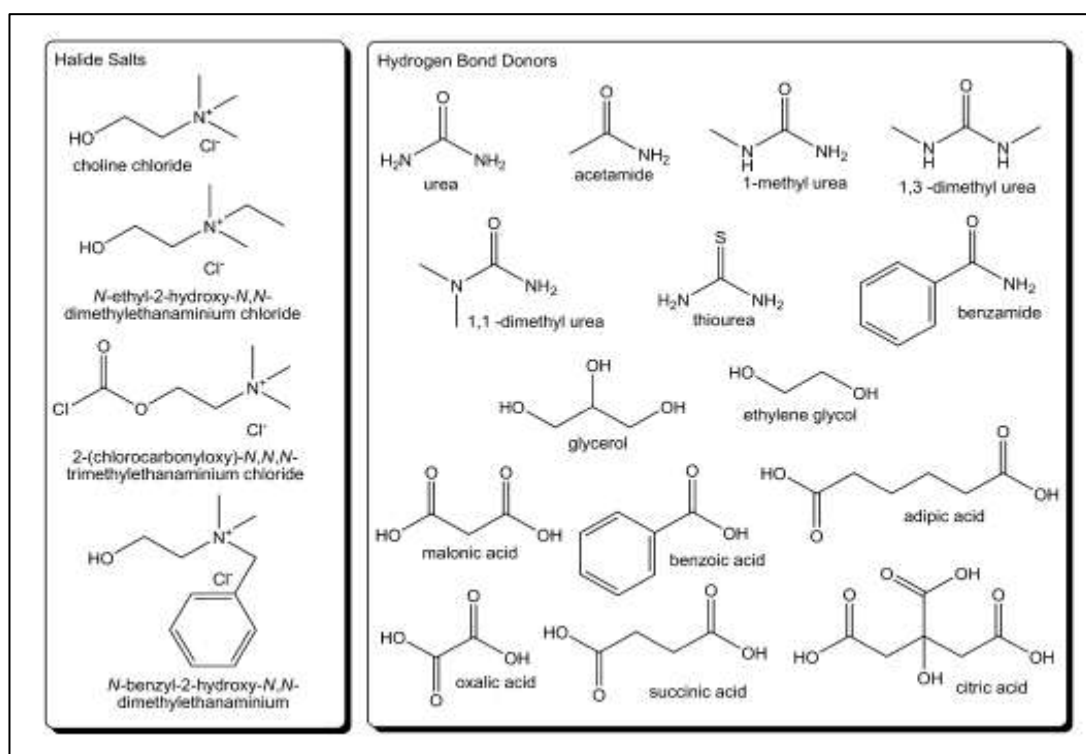 Halide Salts
N⁺
HO
Cl⁻
choline chloride
N⁺
HO
Cl⁻
N-ethyl-2-hydroxy-N,N-
dimethylethanaminium chloride
O
N⁺
Cl
O
Cl⁻
2-(chlorocarbonyloxy)-N,N,N-
trimethylethanaminium chloride
N⁺
HO
Cl⁻
N-benzyl-2-hydroxy-N,N-
dimethylethanaminium
Hydrogen Bond Donors
O
H₂N
NH₂
urea
O
NH₂
acetamide
O
N
H
NH₂
1-methyl urea
O
N
H
N
H
1,3 -dimethyl urea
O
N
NH₂
1,1 -dimethyl urea
S
H₂N
NH₂
thiourea
O
NH₂
benzamide
OH
HO
OH
glycerol
HO
OH
ethylene glycol
O
O
HO
OH
malonic acid
O
OH
benzoic acid
O
HO
OH
O
adipic acid
O
HO
OH
O
oxalic acid
O
HO
OH
O
succinic acid
O
OH
O
O
HO
OH
OH
citric acid